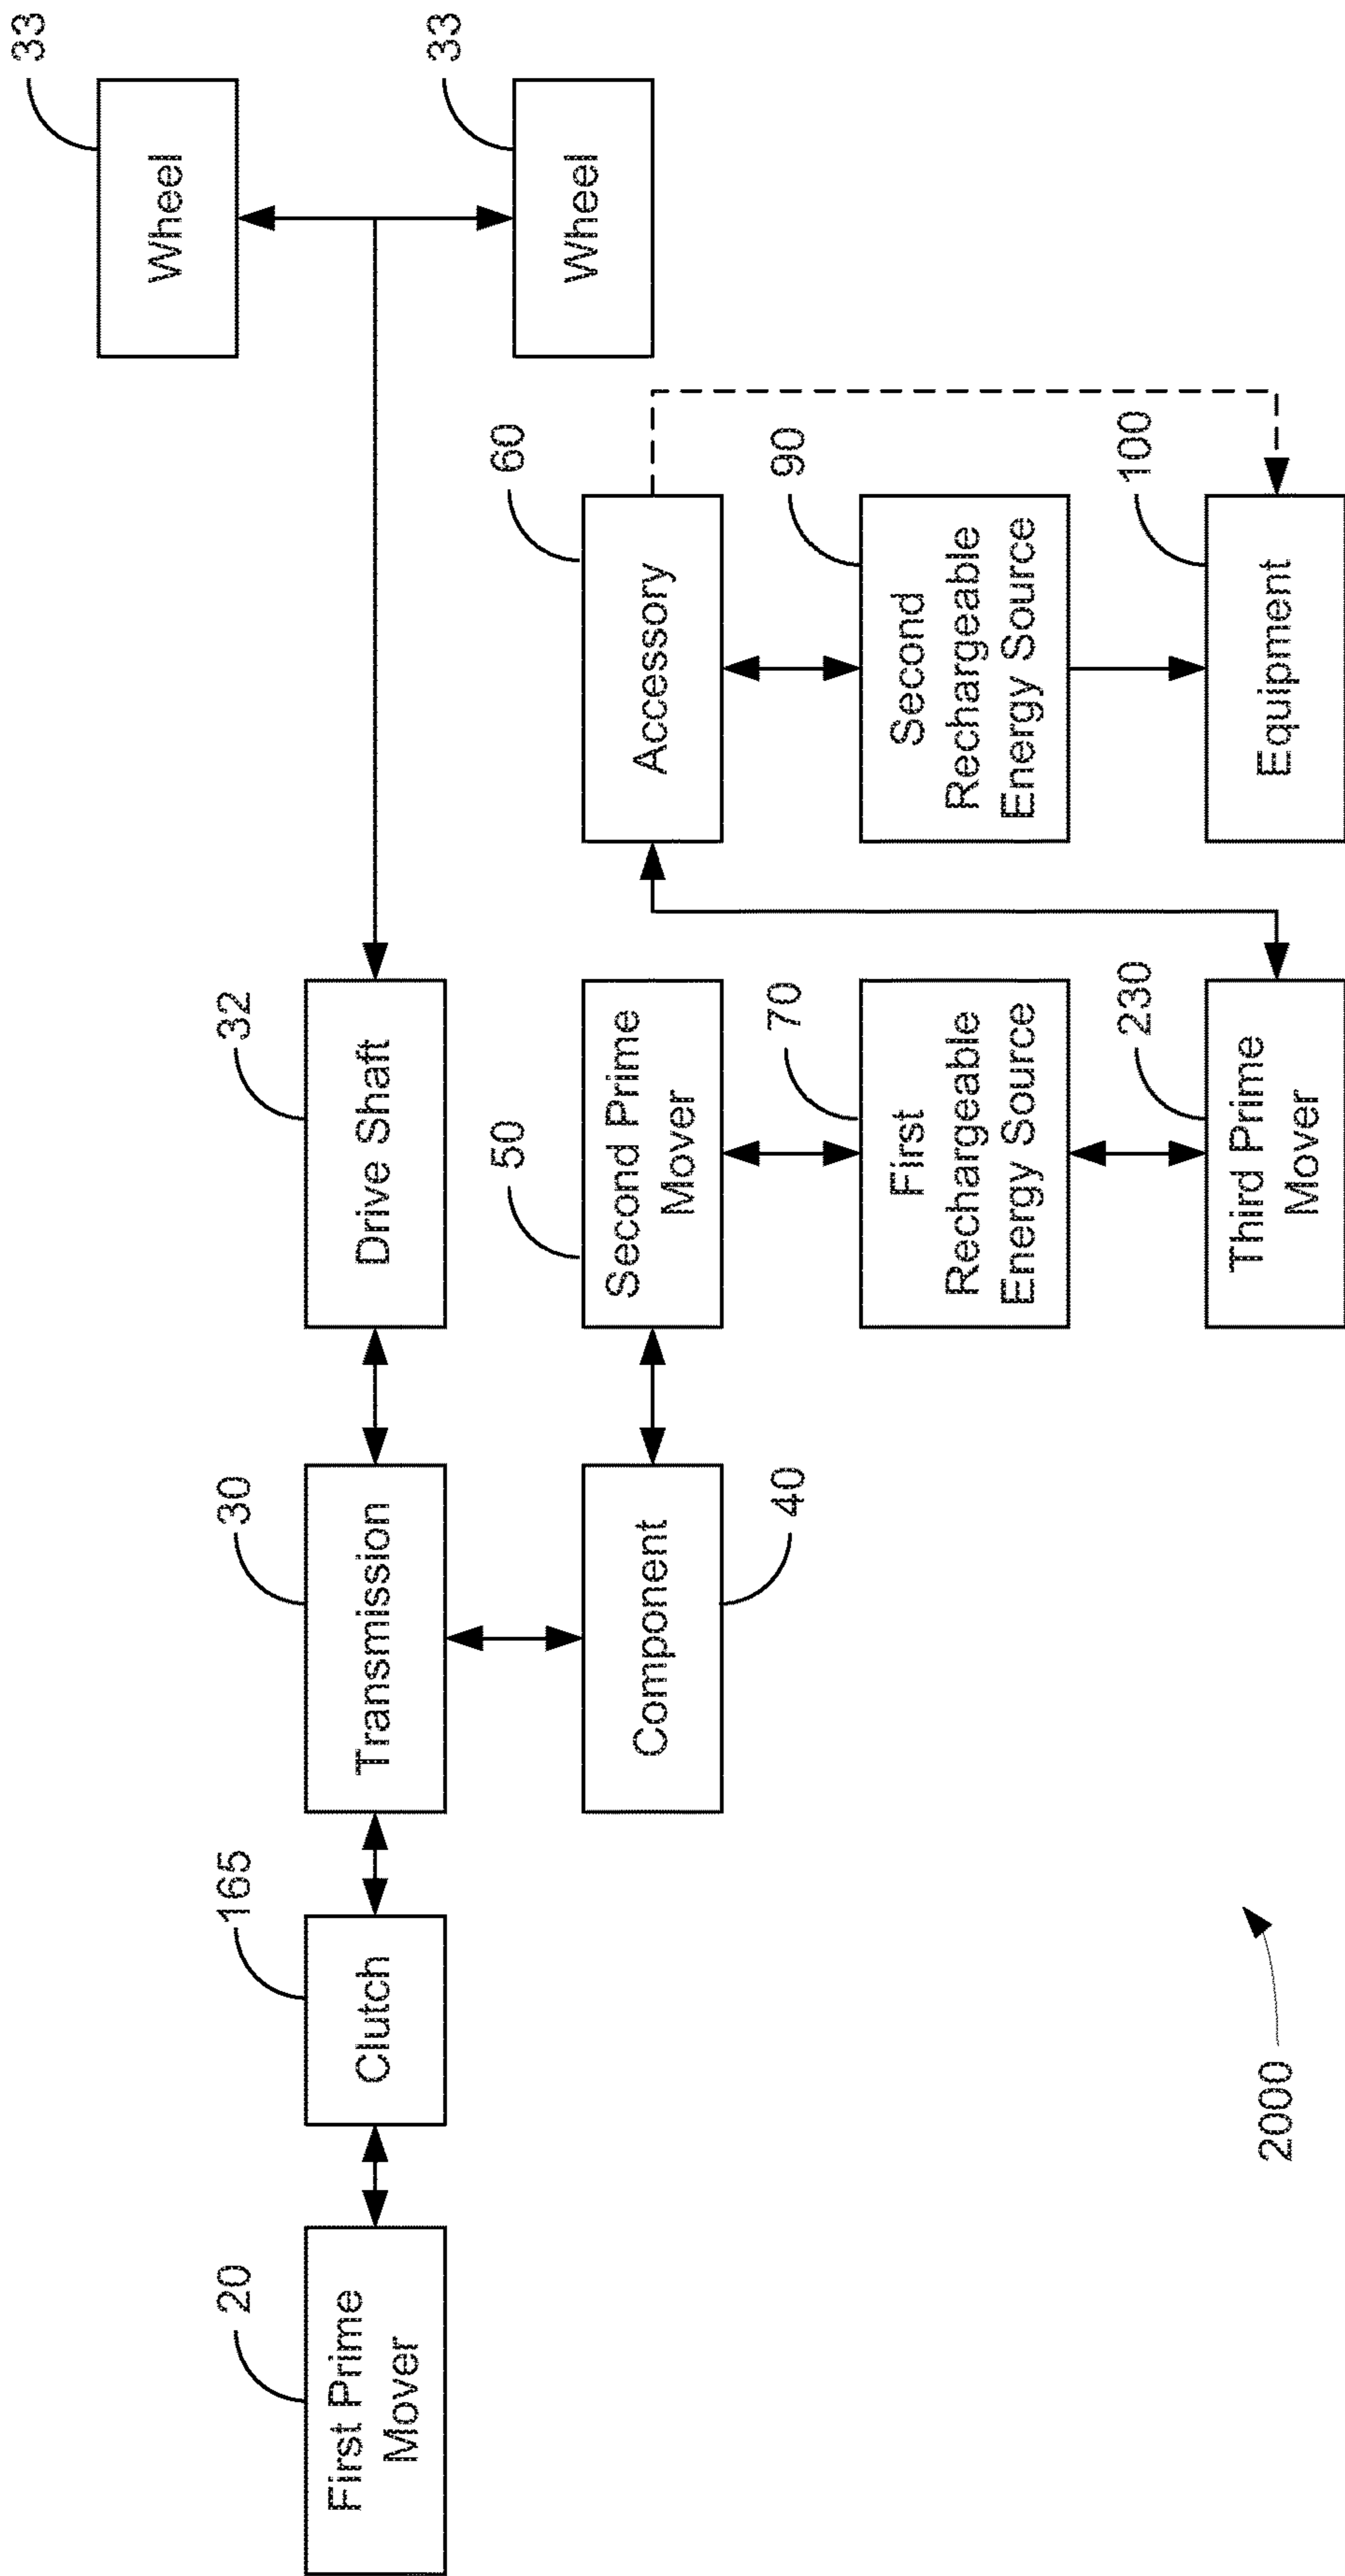 33
Wheel
33
Wheel
32
Drive Shaft
30
Transmission
165
Clutch
20
First Prime
Mover
60
Accessory
50
Second Prime
Mover
Component
40
90
Second
Rechargeable
Energy Source
70
First
Rechargeable
Energy Source
100
Equipment
230
Third Prime
Mover
2000